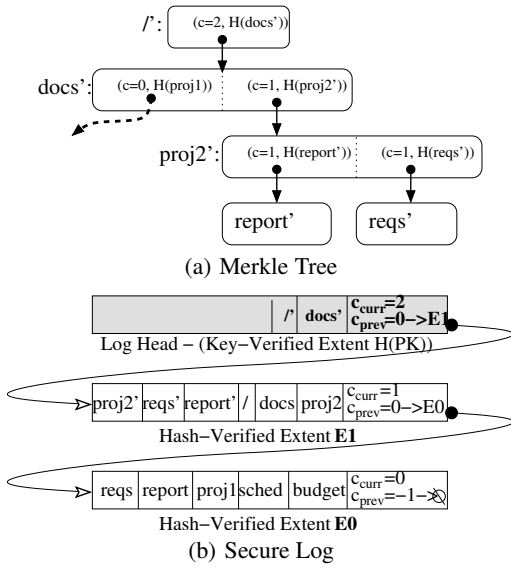 /': (c=2, H(docs'))
docs': (c=0, H(proj1)) (c=1, H(proj2'))
proj2': (c=1, H(report')) (c=1, H(reqs'))
report' reqs'
(a) Merkle Tree
/' docs' c_curr=2
c_prev=0->E1
Log Head – (Key–Verified Extent H(PK))
proj2' reqs' report' / docs proj2 c_curr=1
c_prev=0->E0
Hash–Verified Extent E1
reqs report proj1 sched budget c_curr=0
c_prev=–1->
Hash–Verified Extent E0
(b) Secure Log